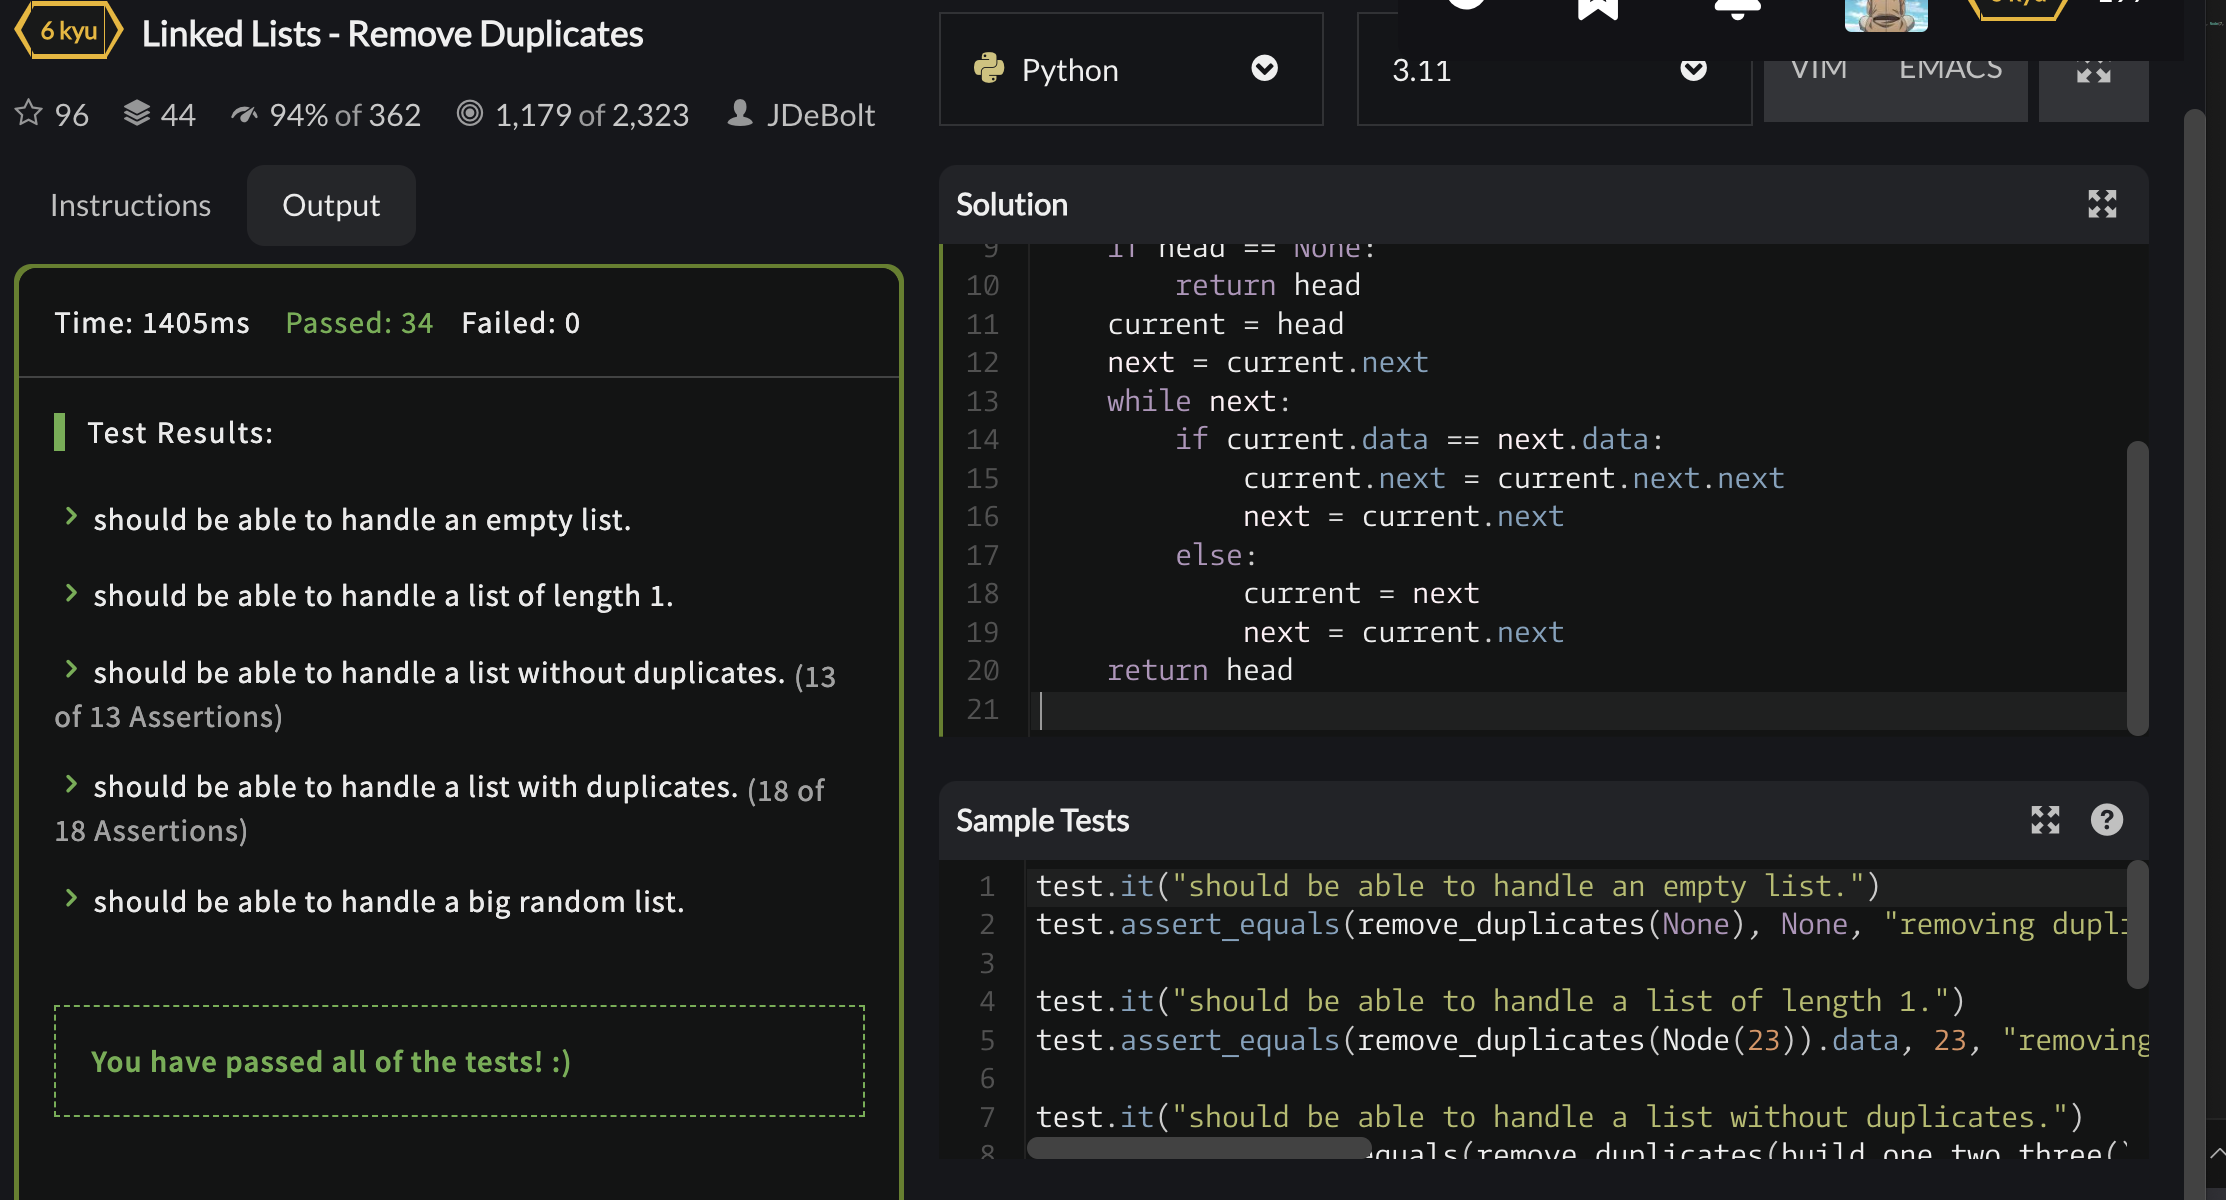 6 kyu Linked Lists - Remove Duplicates
96 44 94% of 362 1,179 of 2,323 JDeBolt
Instructions Output
Time: 1405ms Passed: 34 Failed: 0
Test Results:
should be able to handle an empty list.
should be able to handle a list of length 1.
should be able to handle a list without duplicates. (13
of 13 Assertions)
should be able to handle a list with duplicates. (18 of
18 Assertions)
should be able to handle a big random list.
You have passed all of the tests! :)
Python 3.11 VIM EMACS
Solution
9 if head == None:
10 return head
11 current = head
12 next = current.next
13 while next:
14 if current.data == next.data:
15 current.next = current.next.next
16 next = current.next
17 else:
18 current = next
19 next = current.next
20 return head
21
Sample Tests
1 test.it("should be able to handle an empty list.")
2 test.assert_equals(remove_duplicates(None), None, "removing dupli
3
4 test.it("should be able to handle a list of length 1.")
5 test.assert_equals(remove_duplicates(Node(23)).data, 23, "removing
6
7 test.it("should be able to handle a list without duplicates.")
8 equals(remove_duplicates(build_one_two_three()